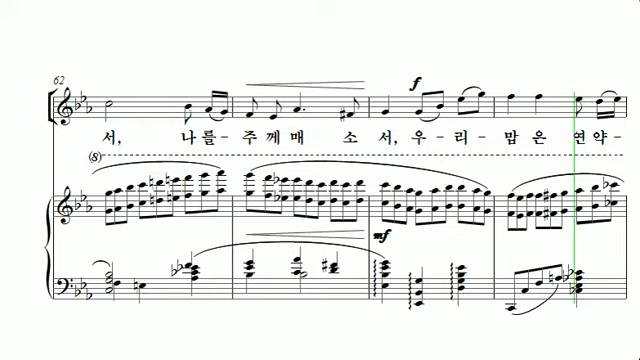 62
f
서, 나를- 주께매 소서, 우-리- 맘은 연약-
(8)
mf